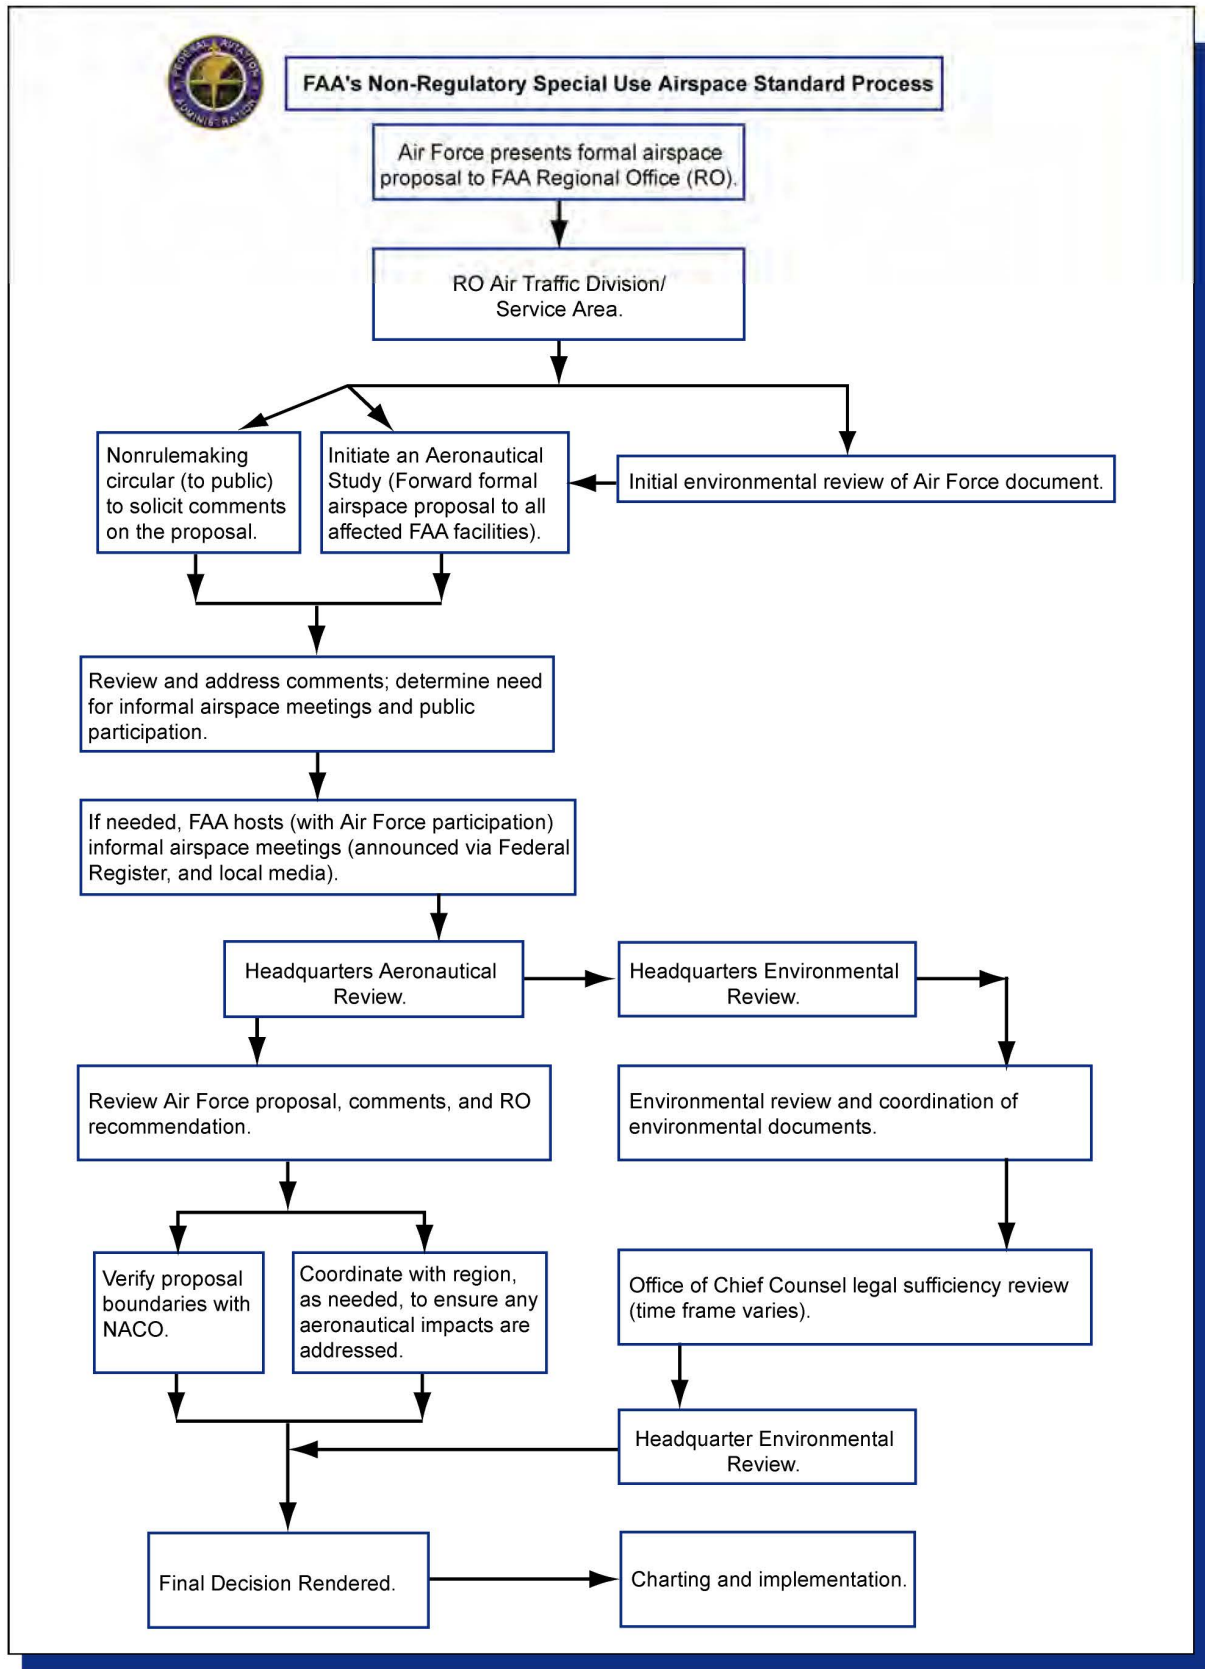 FEDERAL AVIATION
ADMINISTRATION
FAA's Non-Regulatory Special Use Airspace Standard Process
Air Force presents formal airspace
proposal to FAA Regional Office (RO).
RO Air Traffic Division/
Service Area.
Nonrulemaking
circular (to public)
to solicit comments
on the proposal.
Initiate an Aeronautical
Study (Forward formal
airspace proposal to all
affected FAA facilities).
Initial environmental review of Air Force document.
Review and address comments; determine need
for informal airspace meetings and public
participation.
If needed, FAA hosts (with Air Force participation)
informal airspace meetings (announced via Federal
Register, and local media).
Headquarters Aeronautical
Review.
Headquarters Environmental
Review.
Review Air Force proposal, comments, and RO
recommendation.
Environmental review and coordination of
environmental documents.
Verify proposal
boundaries with
NACO.
Coordinate with region,
as needed, to ensure any
aeronautical impacts are
addressed.
Office of Chief Counsel legal sufficiency review
(time frame varies).
Headquarter Environmental
Review.
Final Decision Rendered.
Charting and implementation.